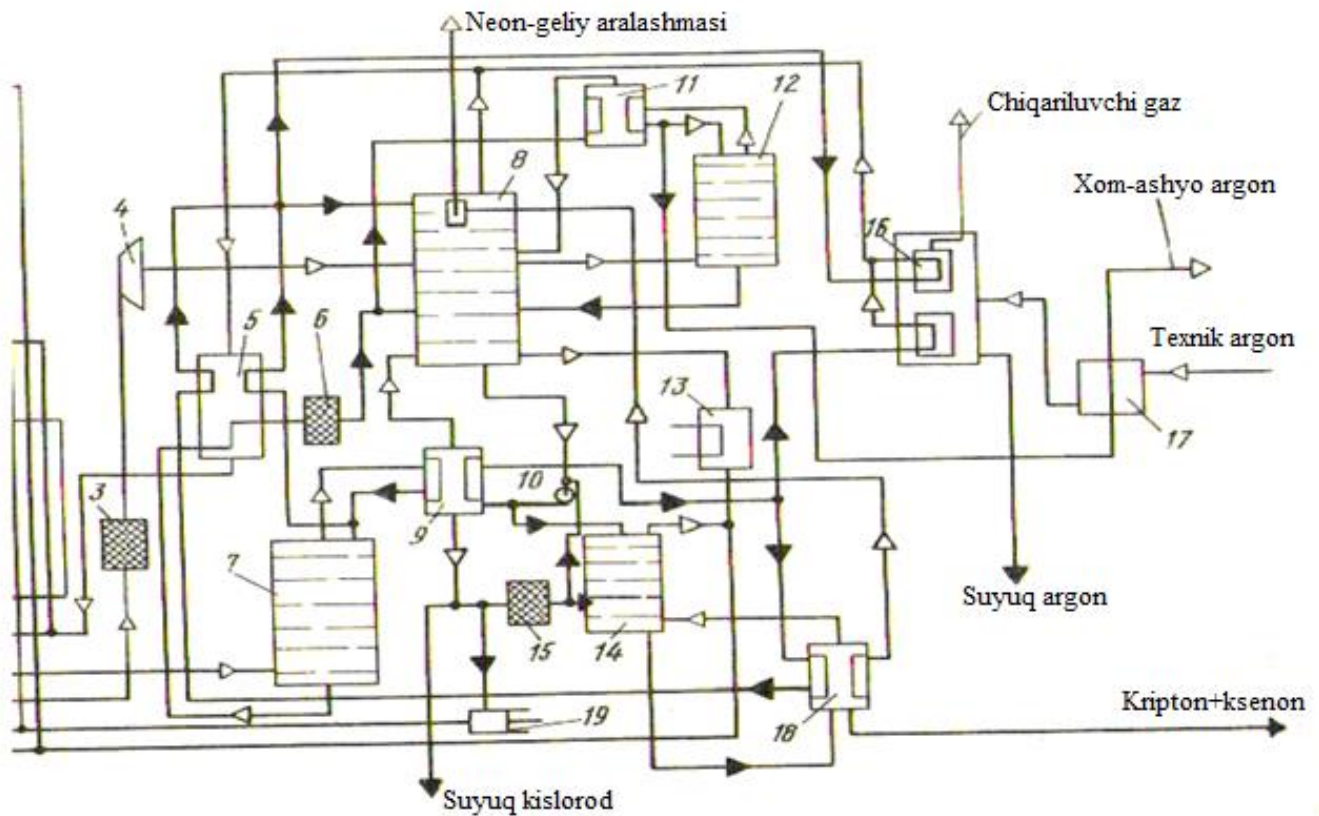 Neon-geliy aralashmasi
11
12
Chiqariluvchi gaz
8
Xom-ashyo argon
4
16
5
6
Texnik argon
13
17
3
10
9
7
Suyuq argon
15
14
19
18
Kripton+ksenon
Suyuq kislorod